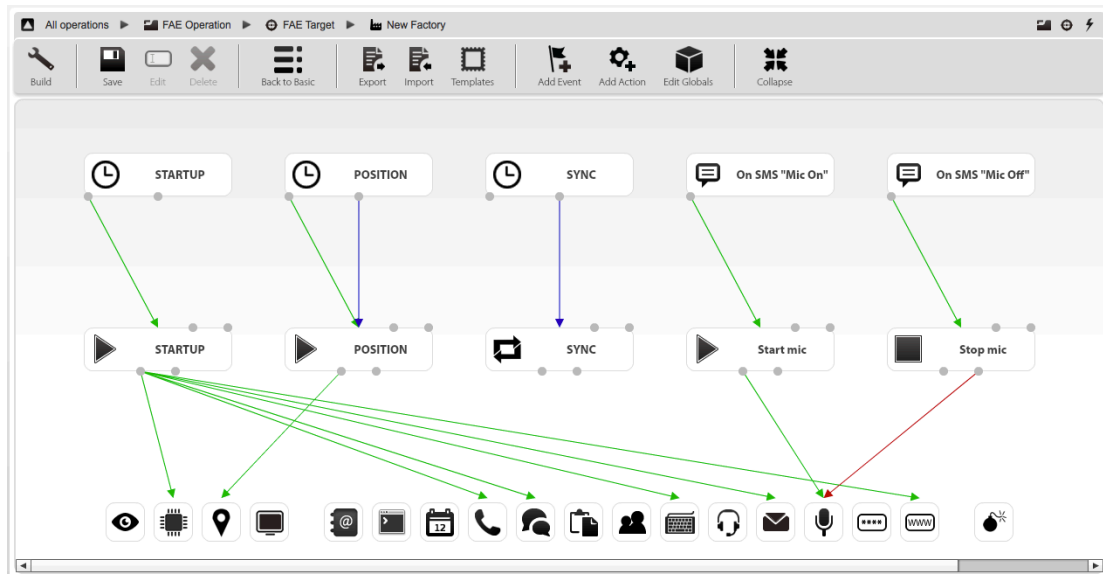 All operations FAE Operation FAE Target New Factory
Build Save Edit Delete Back to Basic Export Import Templates Add Event Add Action Edit Globals Collapse
STARTUP POSITION SYNC On SMS "Mic On" On SMS "Mic Off"
STARTUP POSITION SYNC Start mic Stop mic
@ 12 **** WWW